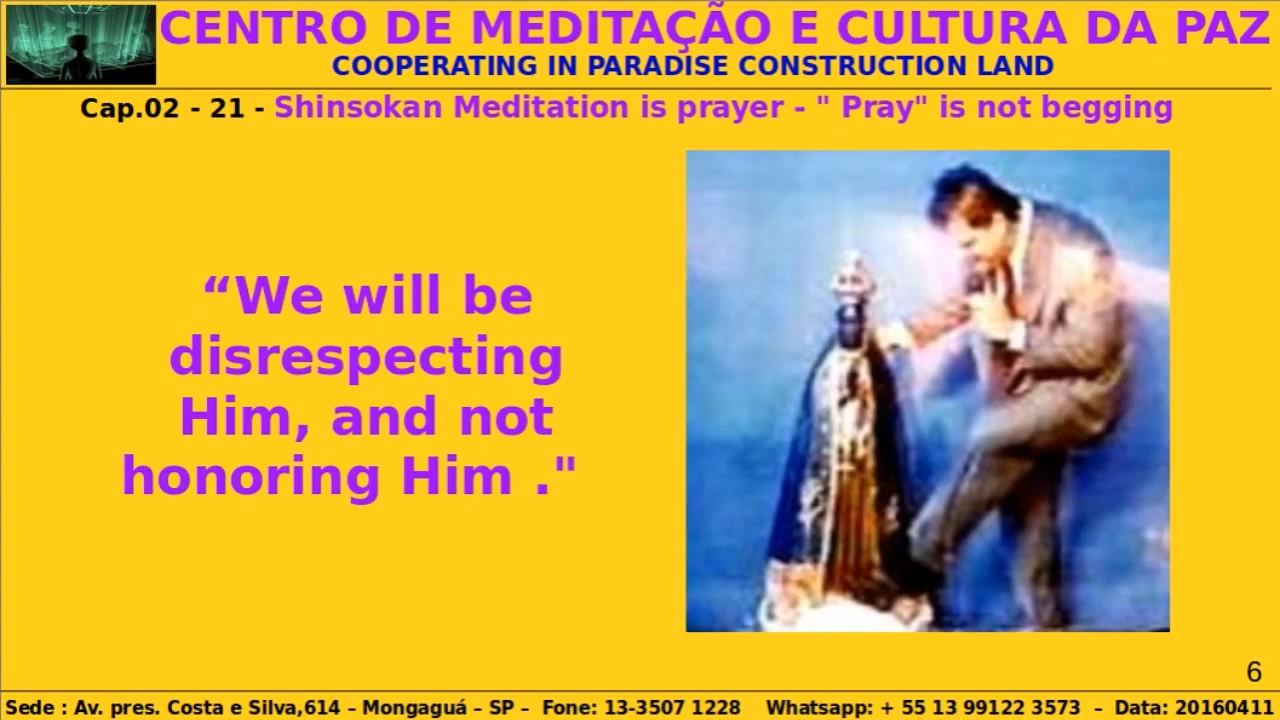 CENTRO DE MEDITAÇÃO E CULTURA DA PAZ
COOPERATING IN PARADISE CONSTRUCTION LAND
Cap.02 - 21 - Shinsokan Meditation is prayer - " Pray" is not begging
“We will be
disrespecting
Him, and not
honoring Him ."
6
Sede : Av. pres. Costa e Silva,614 – Mongaguá – SP – Fone: 13-3507 1228 Whatsapp: + 55 13 99122 3573 – Data: 20160411